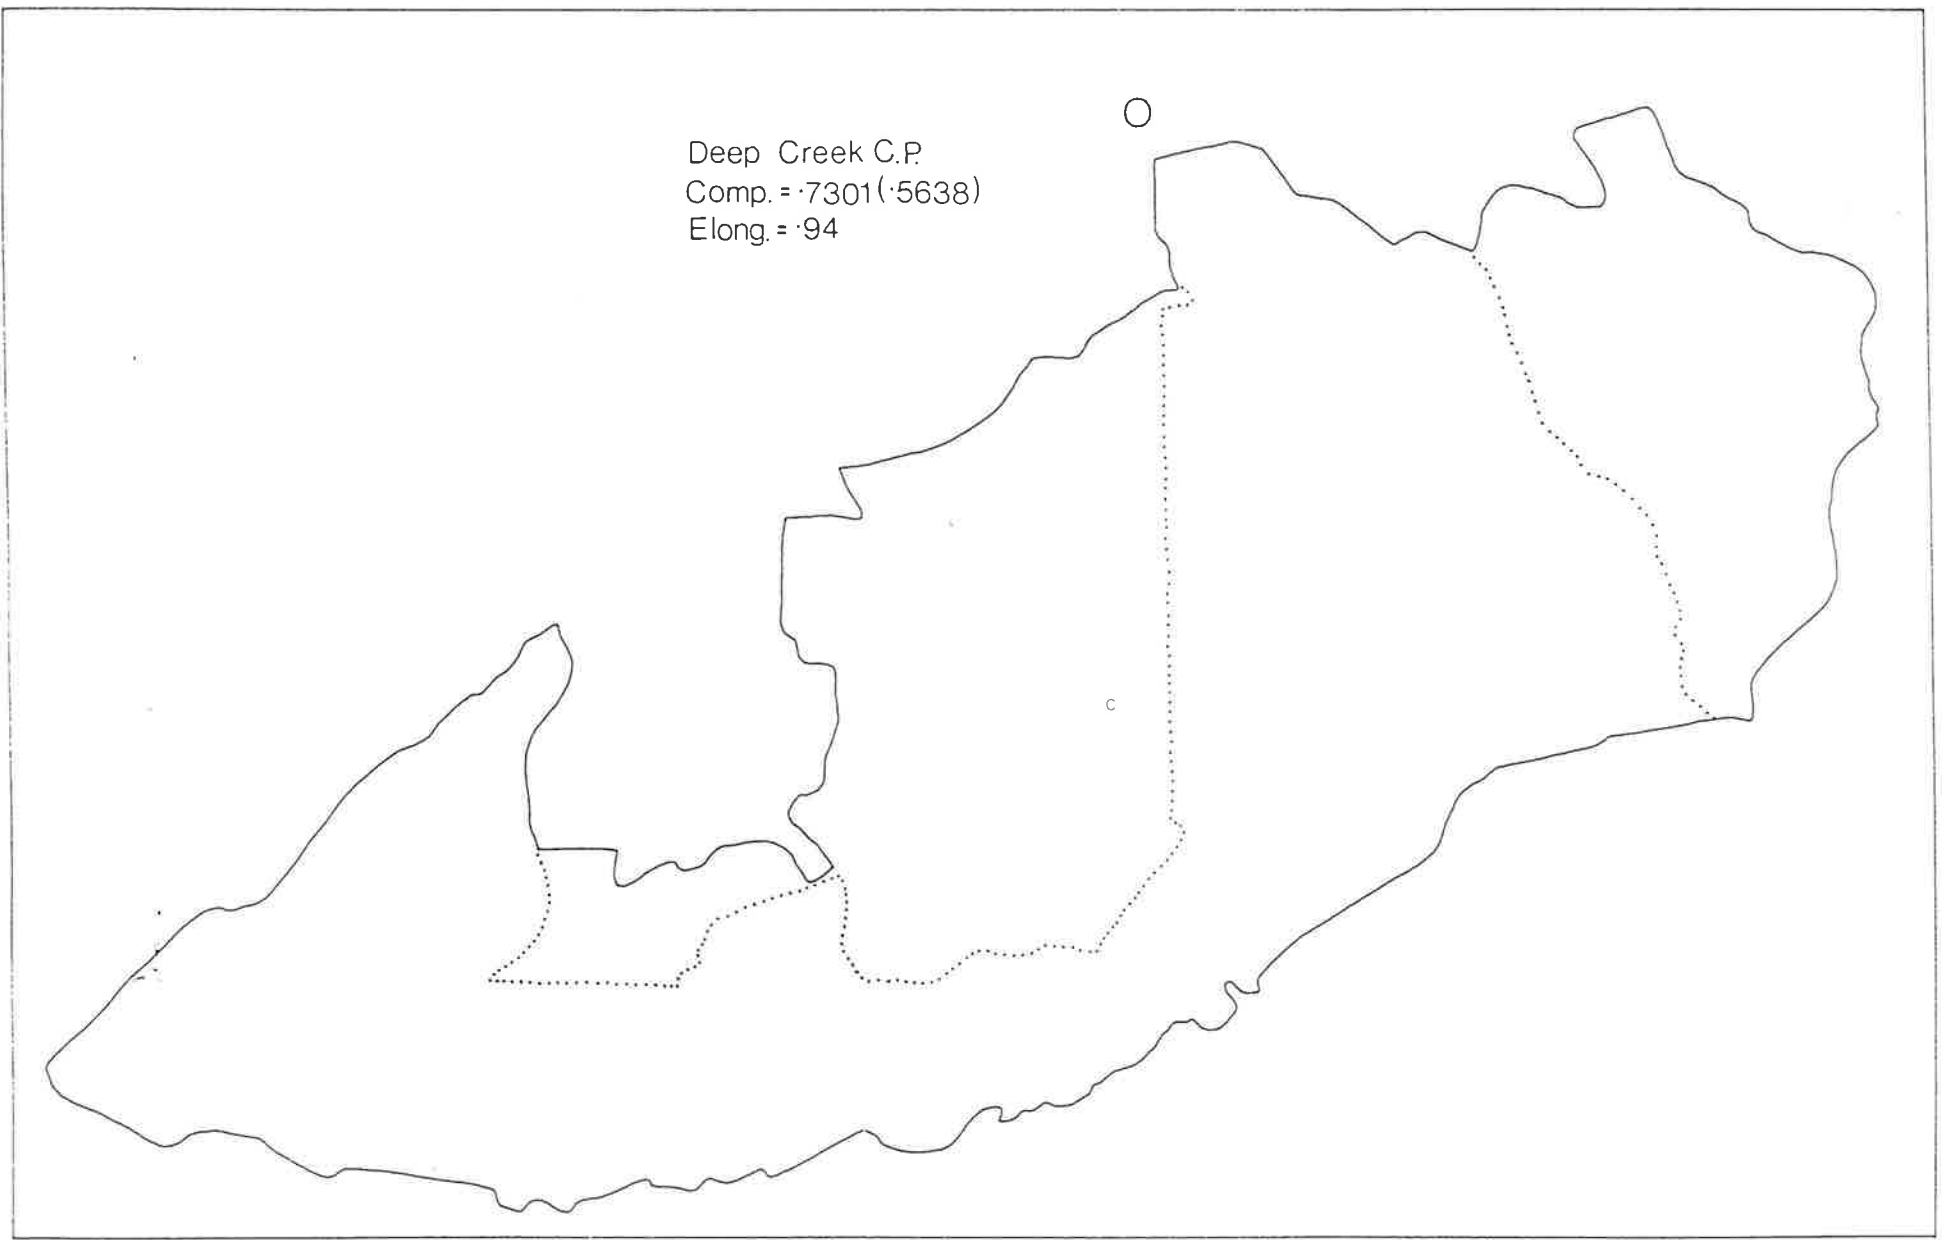 O
Deep Creek C.P.
Comp. = ·7301(·5638)
Elong. = ·94
c